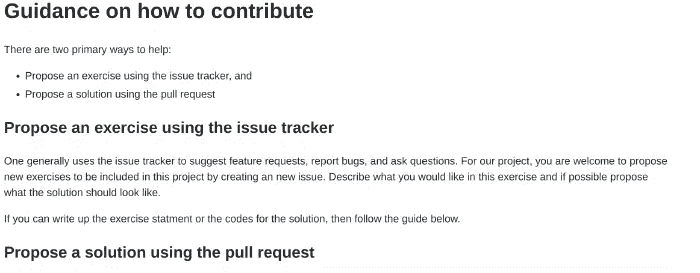 Guidance on how to contribute
There are two primary ways to help:
• Propose an exercise using the issue tracker, and
• Propose a solution using the pull request
Propose an exercise using the issue tracker
One generally uses the issue tracker to suggest feature requests, report bugs, and ask questions. For our project, you are welcome to propose
new exercises to be included in this project by creating an new issue. Describe what you would like in this exercise and if possible propose
what the solution should look like.
If you can write up the exercise statment or the codes for the solution, then follow the guide below.
Propose a solution using the pull request